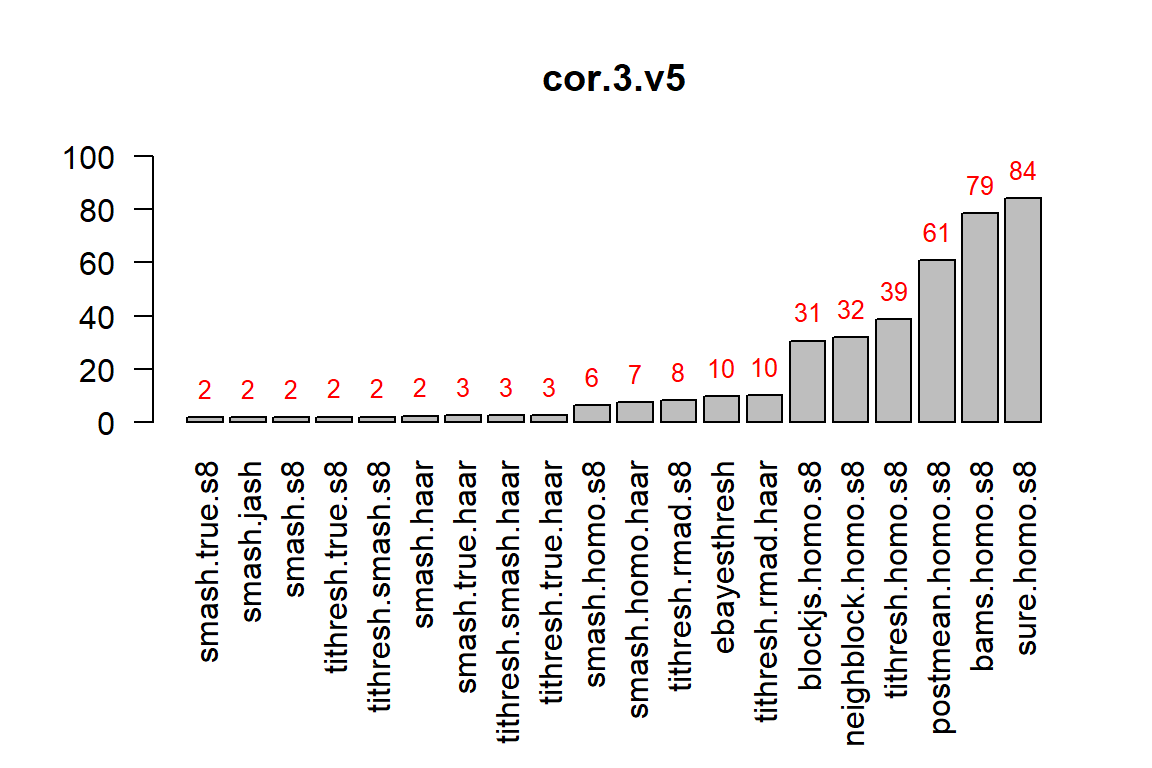 cor.3.v5
100
80
60
40
20
0
2
2
2
2
2
2
3
3
3
6
7
8
10
10
31
32
39
61
79
84
smash.true.s8
smash.jash
smash.s8
tithresh.true.s8
tithresh.smash.s8
smash.haar
smash.true.haar
tithresh.smash.haar
tithresh.true.haar
smash.homo.s8
smash.homo.haar
tithresh.rmad.s8
ebayesthresh
tithresh.rmad.haar
blockjs.homo.s8
neighblock.homo.s8
tithresh.homo.s8
postmean.homo.s8
bams.homo.s8
sure.homo.s8